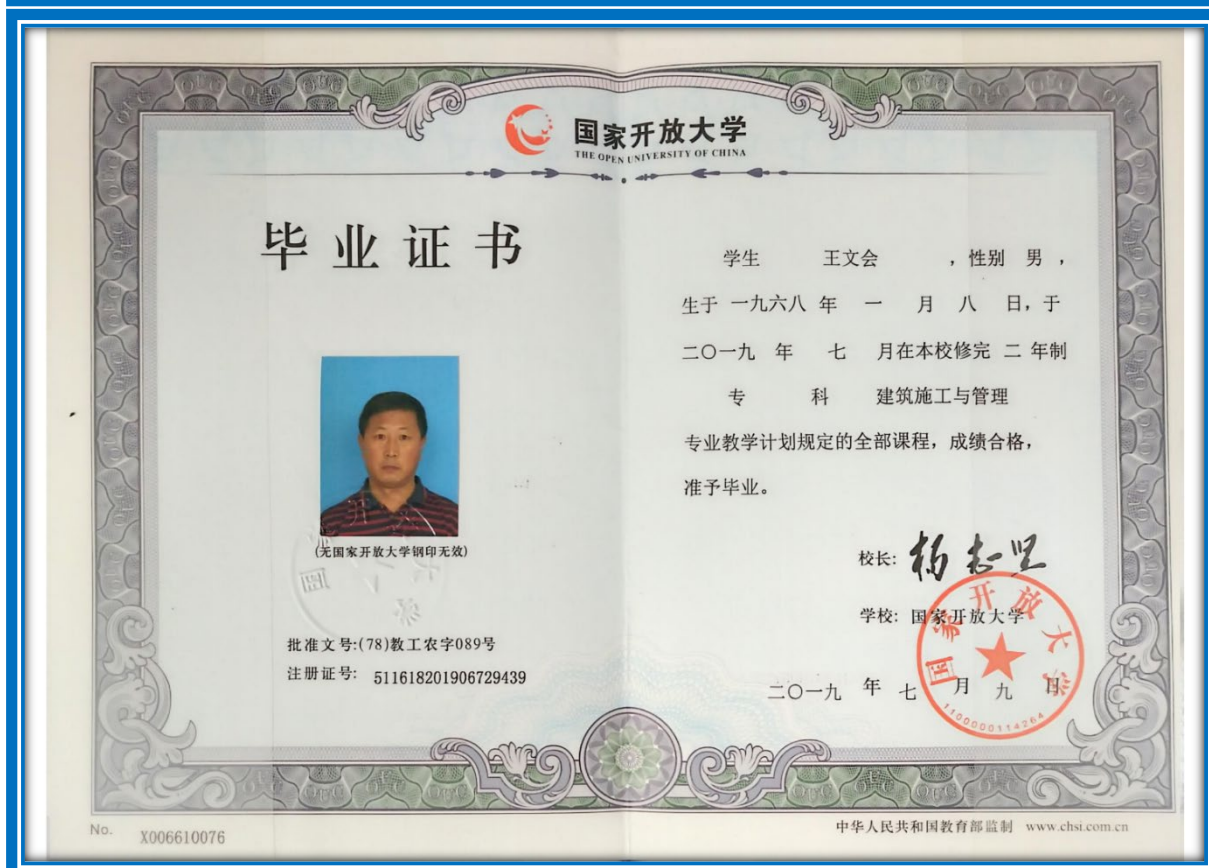 国家开放大学
THE OPEN UNIVERSITY OF CHINA
毕业证书
(无国家开放大学钢印无效)
批准文号:(78)教工农字089号
注册证号: 511618201906729439
学生 王文会 ，性别 男 ，
生于 一九六八 年 一 月 八 日，于
二〇一九 年 七 月在本校修完 二 年制
专 科 建筑施工与管理
专业教学计划规定的全部课程，成绩合格，
准予毕业。
校长:
学校: 国家开放大学
二〇一九 年 七 月 九 日
国家开放大学
1100000114264
No. X006610076
中华人民共和国教育部监制 www.chsi.com.cn